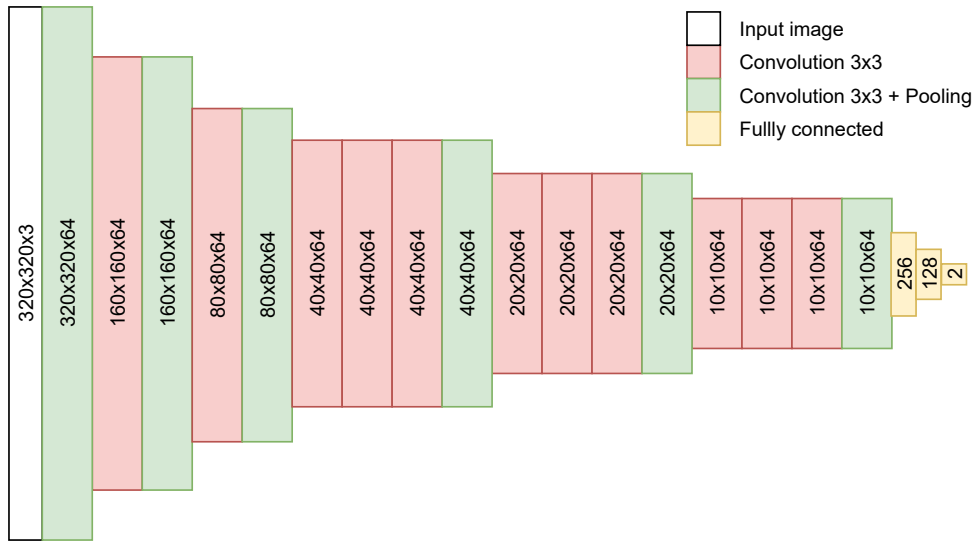 Input image
Convolution 3x3
Convolution 3x3 + Pooling
Fullly connected
320x320x3
320x320x64
160x160x64
160x160x64
80x80x64
80x80x64
40x40x64
40x40x64
40x40x64
40x40x64
20x20x64
20x20x64
20x20x64
20x20x64
10x10x64
10x10x64
10x10x64
10x10x64
256
128
2